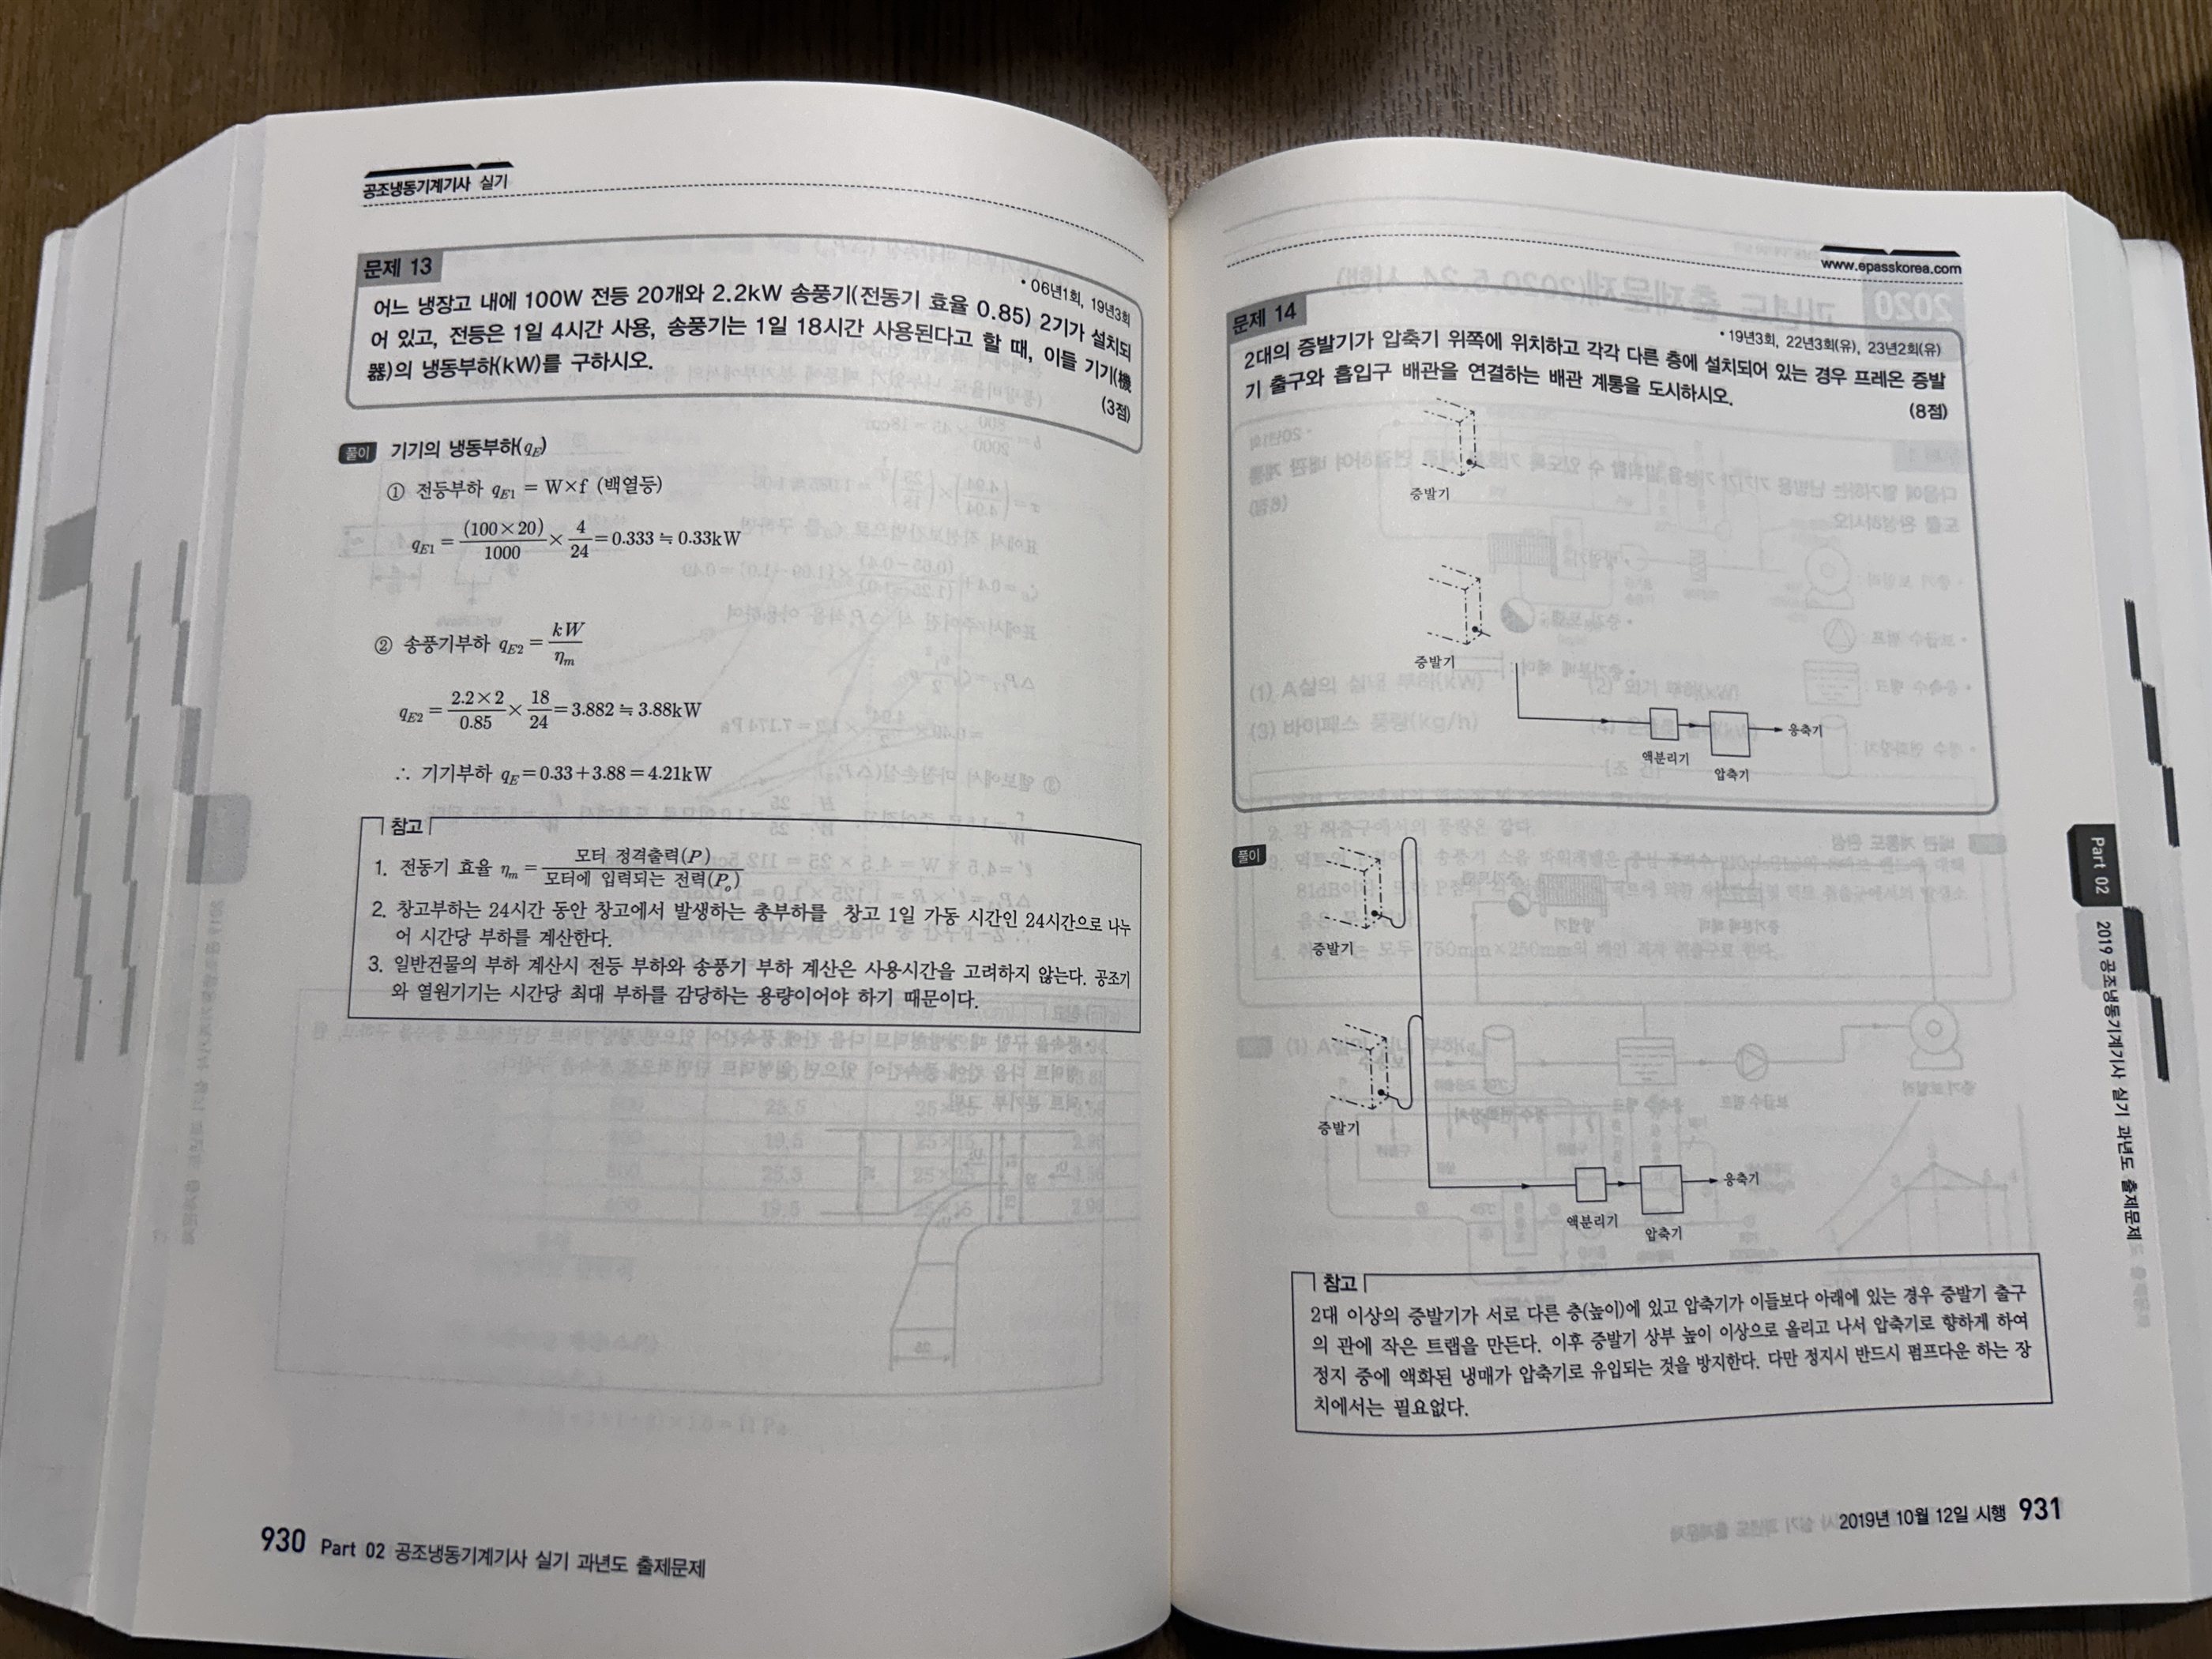 공조냉동기계기사 실기
문제 13
• 06년1회, 19년3회
어느 냉장고 내에 100W 전등 20개와 2.2kW 송풍기(전동기 효율 0.85) 2기가 설치되
어 있고, 전등은 1일 4시간 사용, 송풍기는 1일 18시간 사용된다고 할 때, 이들 기기(機
器)의 냉동부하(kW)를 구하시오.
(3점)
풀이 기기의 냉동부하(qE)
① 전등부하 qE1 = W×f (백열등)
qE1 = (100×20)/1000 × 4/24 = 0.333 ≒ 0.33kW
② 송풍기부하 qE2 = kW/ηm
qE2 = 2.2×2/0.85 × 18/24 = 3.882 ≒ 3.88kW
∴ 기기부하 qE = 0.33+3.88 = 4.21kW
참고
1. 전동기 효율 ηm = 모터 정격출력(P)/모터에 입력되는 전력(Po)
2. 창고부하는 24시간 동안 창고에서 발생하는 총부하를 창고 1일 가동 시간인 24시간으로 나누
어 시간당 부하를 계산한다.
3. 일반건물의 부하 계산시 전등 부하와 송풍기 부하 계산은 사용시간을 고려하지 않는다. 공조기
와 열원기기는 시간당 최대 부하를 감당하는 용량이어야 하기 때문이다.
930 Part 02 공조냉동기계기사 실기 과년도 출제문제
www.epasskorea.com
문제 14
• 19년3회, 22년3회(유), 23년2회(유)
2대의 증발기가 압축기 위쪽에 위치하고 각각 다른 층에 설치되어 있는 경우 프레온 증발
기 출구와 흡입구 배관을 연결하는 배관 계통을 도시하시오.
(8점)
증발기
증발기
응축기
액분리기
압축기
풀이
증발기
증발기
응축기
액분리기
압축기
참고
2대 이상의 증발기가 서로 다른 층(높이)에 있고 압축기가 이들보다 아래에 있는 경우 증발기 출구
의 관에 작은 트랩을 만든다. 이후 증발기 상부 높이 이상으로 올리고 나서 압축기로 향하게 하여
정지 중에 액화된 냉매가 압축기로 유입되는 것을 방지한다. 다만 정지시 반드시 펌프다운 하는 장
치에서는 필요없다.
Part 02
2019 공조냉동기계기사 실기 과년도 출제문제
2019년 10월 12일 시행 931